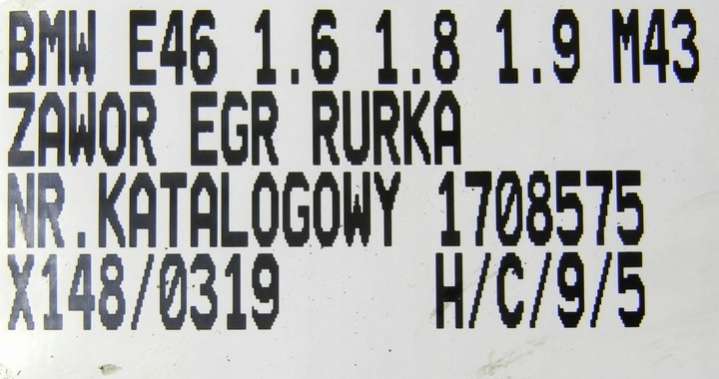 BMW E46 1.6 1.8 1.9 M43
ZAWOR EGR RURKA
NR.KATALOGOWY 1708575
X148/0319 H/C/9/5